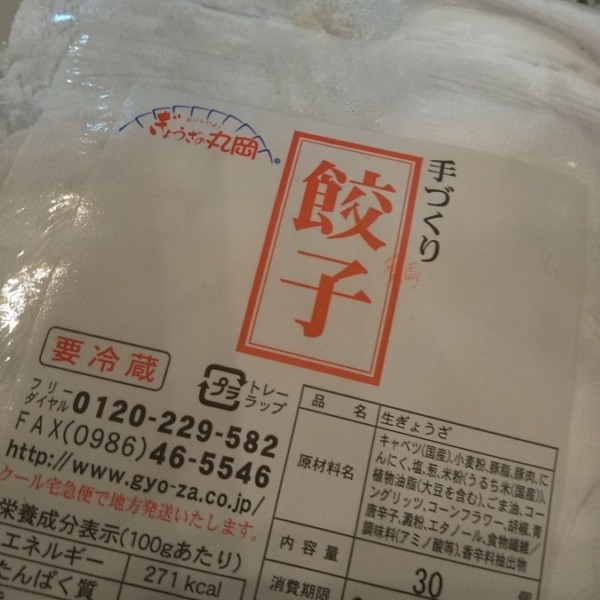 ぎょうざの丸岡
手づくり
餃子
要冷蔵
プラ
トレー
ラップ
フリー
ダイヤル 0120-229-582
FAX(0986)46-5546
http://www.gyo-za.co.jp/
クール宅急便で地方発送いたします。
栄養成分表示(100gあたり)
エネルギー 271 kcal
たんぱく質
品名 生ぎょうざ
原材料名
キャベツ(国産)、小麦粉、豚脂、豚肉、に
んにく、塩、葱、米粉(うるち米(国産))、
植物油脂(大豆を含む)、ごま油、コー
ングリッツ、コーンフラワー、胡椒、青
唐辛子、澱粉、エタノール、食物繊維／
調味料(アミノ酸等)、香辛料抽出物
内容量 30 個
消費期限